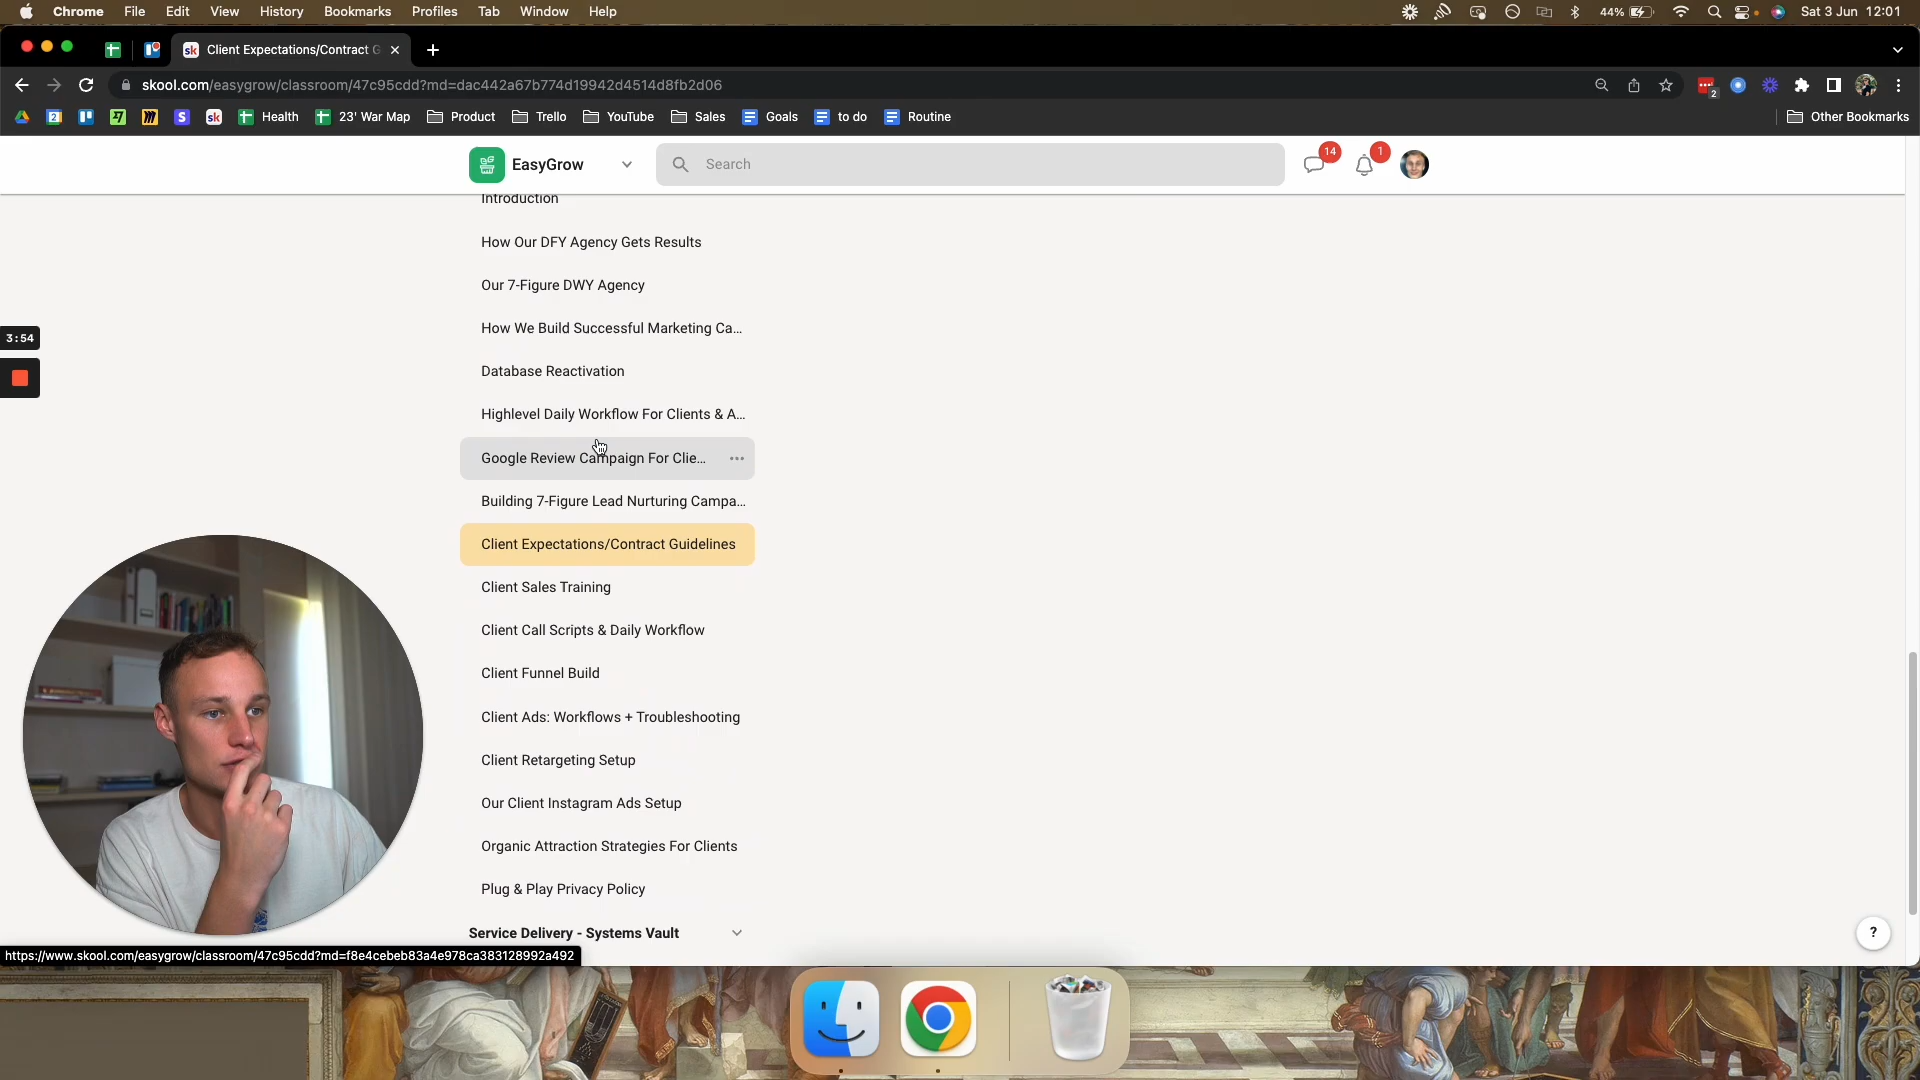 Chrome File Edit View History Bookmarks Profiles Tab Window Help 44% Sat 3 Jun 12:01
sk Client Expectations/Contract G
skool.com/easygrow/classroom/47c95cdd?md=dac442a67b774d19942d4514d8fb2d06 2
2 S sk Health 23' War Map Product Trello YouTube Sales Goals to do Routine Other Bookmarks
EasyGrow Search 14 1
Introduction
How Our DFY Agency Gets Results
Our 7-Figure DWY Agency
How We Build Successful Marketing Ca...
3:54
Database Reactivation
Highlevel Daily Workflow For Clients & A...
Google Review Campaign For Clie...
Building 7-Figure Lead Nurturing Campa...
Client Expectations/Contract Guidelines
Client Sales Training
Client Call Scripts & Daily Workflow
Client Funnel Build
Client Ads: Workflows + Troubleshooting
Client Retargeting Setup
Our Client Instagram Ads Setup
Organic Attraction Strategies For Clients
Plug & Play Privacy Policy
Service Delivery - Systems Vault
?
https://www.skool.com/easygrow/classroom/47c95cdd?md=f8e4cebeb83a4e978ca383128992a492